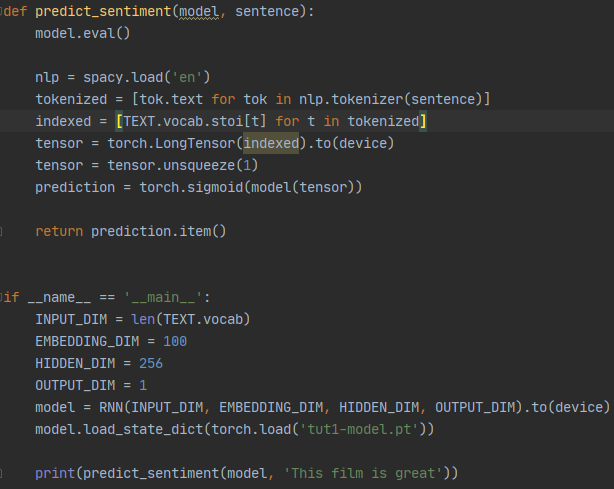 def predict_sentiment(model, sentence):
    model.eval()

    nlp = spacy.load('en')
    tokenized = [tok.text for tok in nlp.tokenizer(sentence)]
    indexed = [TEXT.vocab.stoi[t] for t in tokenized]
    tensor = torch.LongTensor(indexed).to(device)
    tensor = tensor.unsqueeze(1)
    prediction = torch.sigmoid(model(tensor))

    return prediction.item()


if __name__ == '__main__':
    INPUT_DIM = len(TEXT.vocab)
    EMBEDDING_DIM = 100
    HIDDEN_DIM = 256
    OUTPUT_DIM = 1
    model = RNN(INPUT_DIM, EMBEDDING_DIM, HIDDEN_DIM, OUTPUT_DIM).to(device)
    model.load_state_dict(torch.load('tut1-model.pt'))

    print(predict_sentiment(model, 'This film is great'))